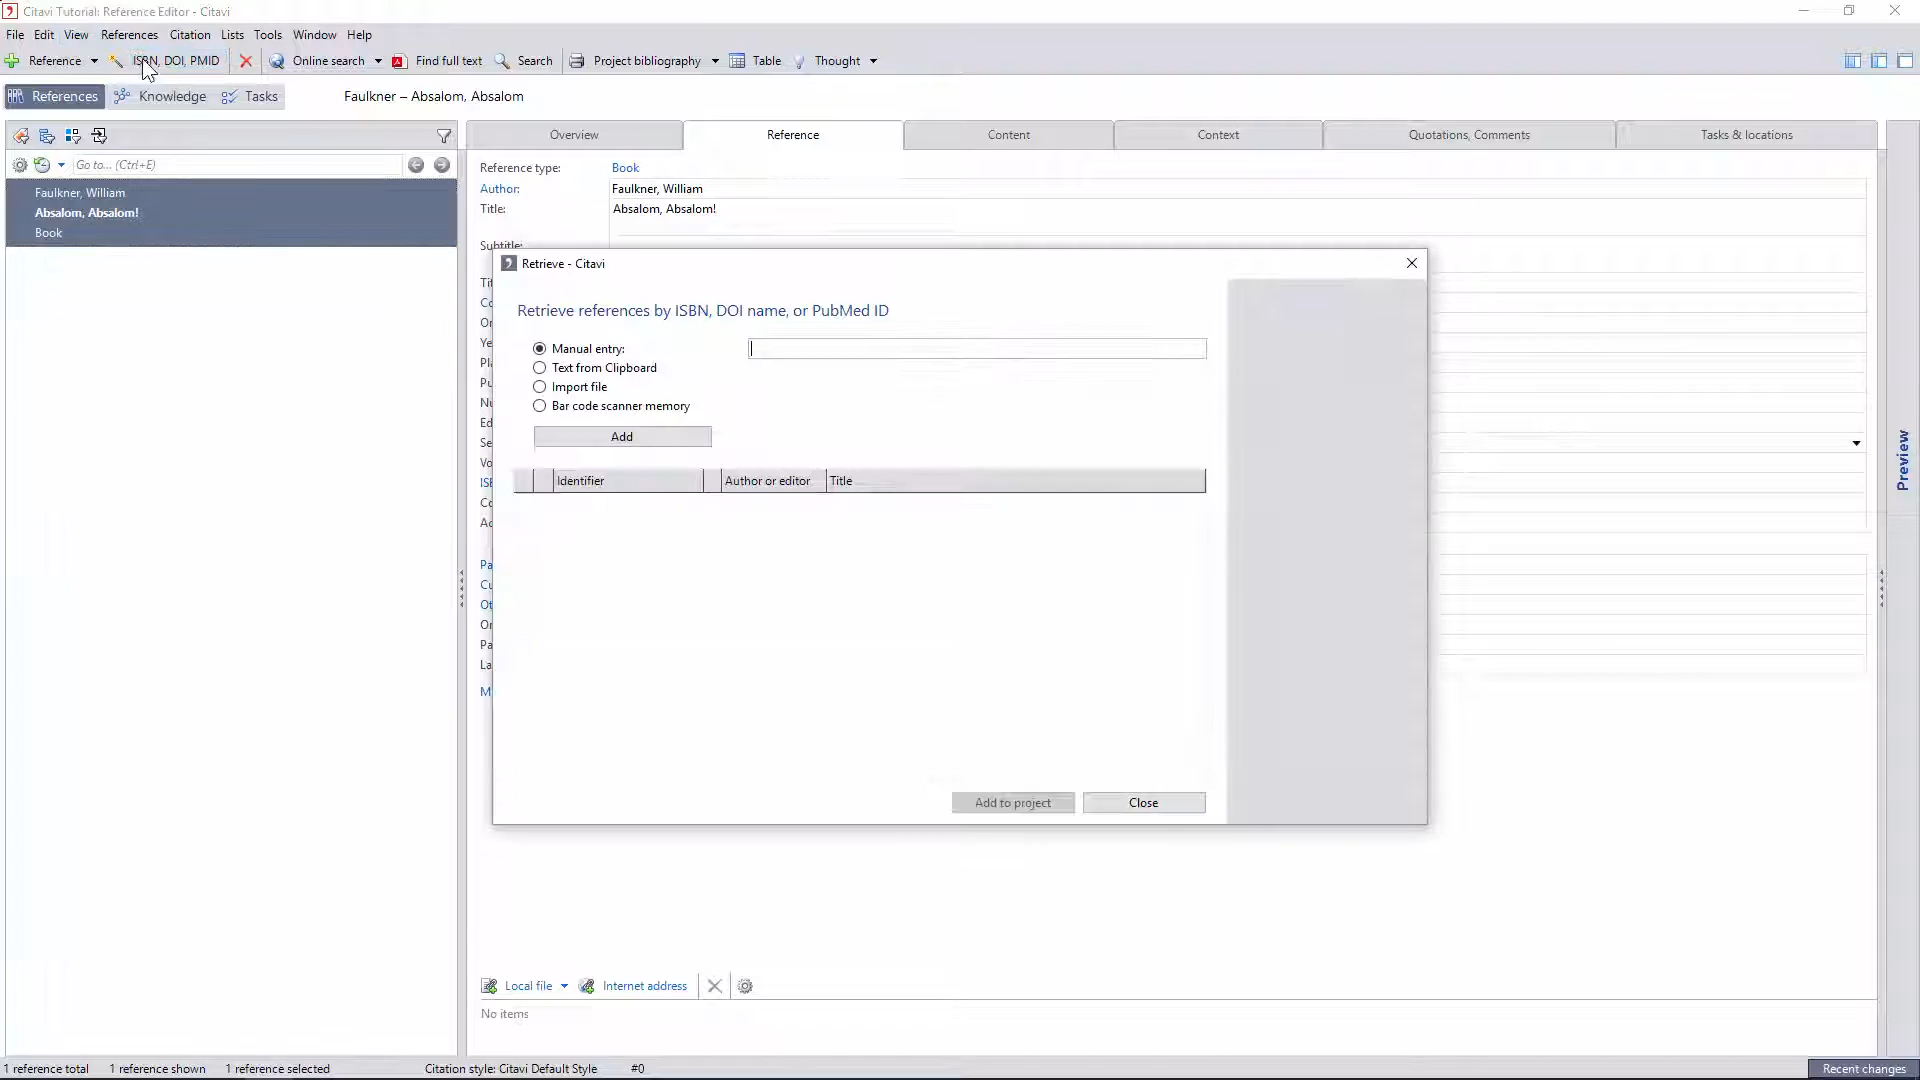 Citavi Tutorial: Reference Editor - Citavi
File Edit View References Citation Lists Tools Window Help
Reference ISBN, DOI, PMID Online search Find full text Search Project bibliography Table Thought
References Knowledge Tasks Faulkner – Absalom, Absalom
Overview Reference Content Context Quotations, Comments Tasks & locations
Go to... (Ctrl+E)
Faulkner, William
Absalom, Absalom!
Book
Reference type: Book
Author: Faulkner, William
Title: Absalom, Absalom!
Subtitle:
Retrieve - Citavi
Retrieve references by ISBN, DOI name, or PubMed ID
Manual entry:
Text from Clipboard
Import file
Bar code scanner memory
Add
Identifier Author or editor Title
Add to project Close
Preview
Local file Internet address
No items
1 reference total 1 reference shown 1 reference selected Citation style: Citavi Default Style #0 Recent changes